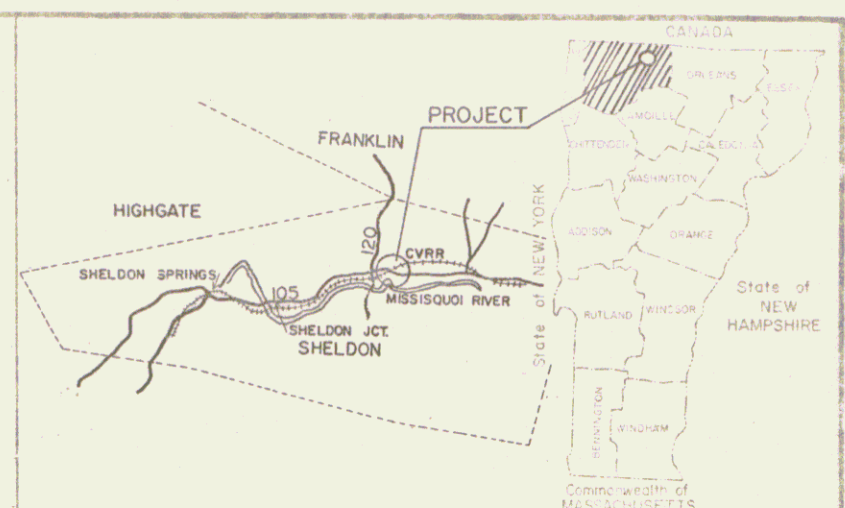 CANADA
ORLEANS
ESSEX
PROJECT
LAMOILLE
FRANKLIN
CHITTENDEN
CALEDONIA
WASHINGTON
HIGHGATE
120
State of NEW YORK
ADDISON
ORANGE
CVRR
SHELDON SPRINGS
105
MISSISQUOI RIVER
State of
NEW
HAMPSHIRE
RUTLAND
WINDSOR
SHELDON JCT.
SHELDON
BENNINGTON
WINDHAM
Commonwealth of
MASSACHUSETTS